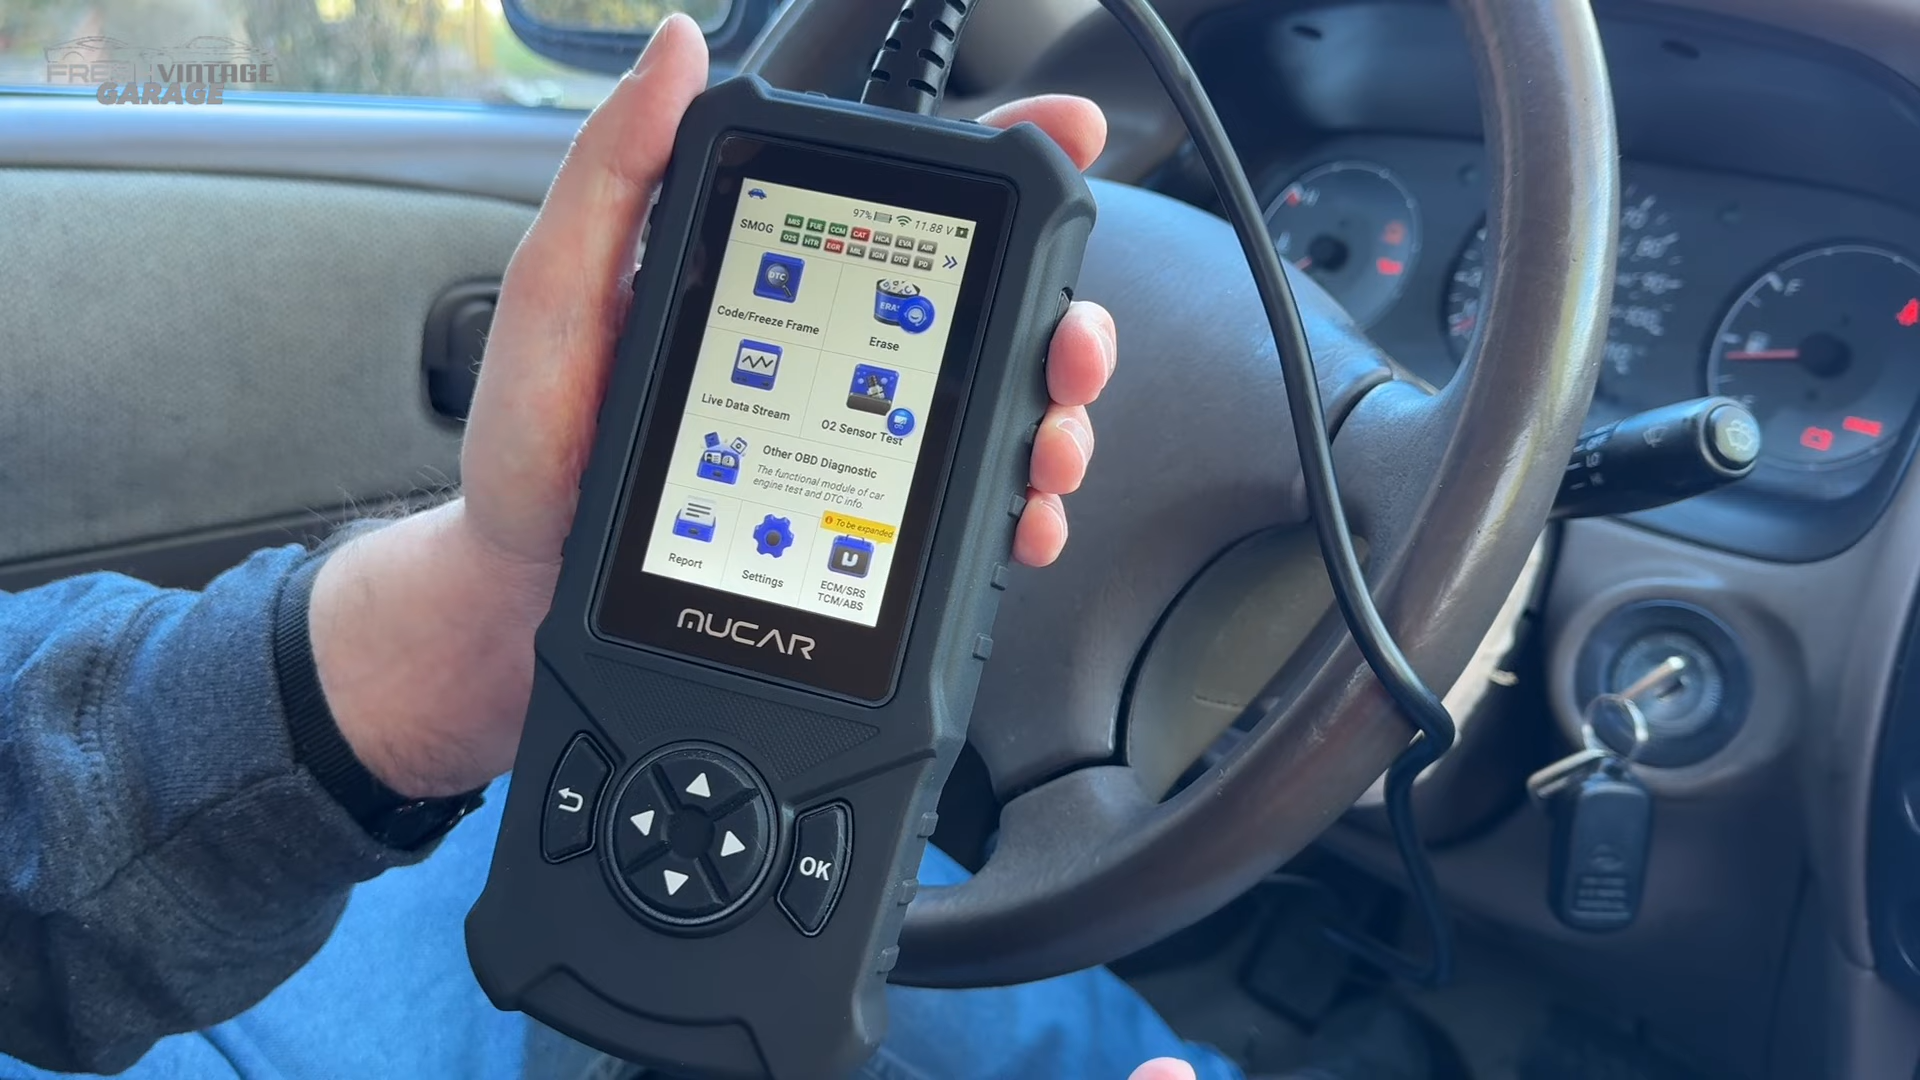 FRESH VINTAGE
GARAGE
97% 11.88 V
SMOG
MIS FUE CCM CAT HCA EVA AIR
O2S HTR EGR MIL IGN DTC PD
DTC
Code/Freeze Frame
Erase
Live Data Stream
O2 Sensor Test
Other OBD Diagnostic
The functional module of car
engine test and DTC info.
Report
Settings
To be expanded
ECM/SRS
TCM/ABS
MUCAR
OK
F